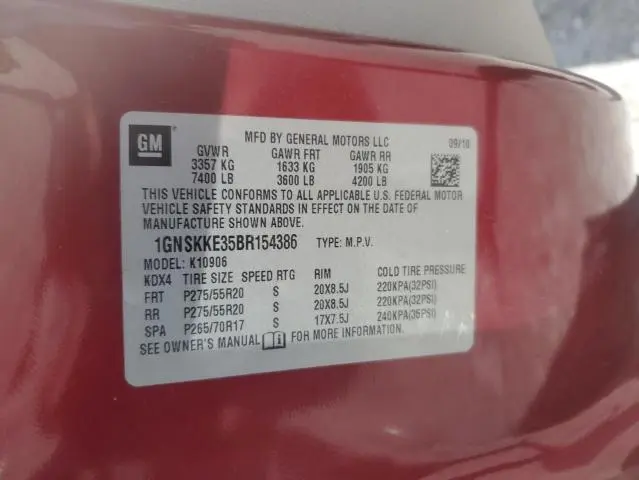 GM
MFD BY GENERAL MOTORS LLC
09/10
GVWR GAWR FRT GAWR RR
3357 KG 1633 KG 1905 KG
7400 LB 3600 LB 4200 LB
THIS VEHICLE CONFORMS TO ALL APPLICABLE U.S. FEDERAL MOTOR
VEHICLE SAFETY STANDARDS IN EFFECT ON THE DATE OF
MANUFACTURE SHOWN ABOVE.
1GNSKKE35BR154386 TYPE: M.P.V.
MODEL: K10906
KDX4 TIRE SIZE SPEED RTG RIM COLD TIRE PRESSURE
FRT P275/55R20 S 20X8.5J 220KPA(32PSI)
RR P275/55R20 S 20X8.5J 220KPA(32PSI)
SPA P265/70R17 S 17X7.5J 240KPA(35PSI)
SEE OWNER'S MANUAL FOR MORE INFORMATION.